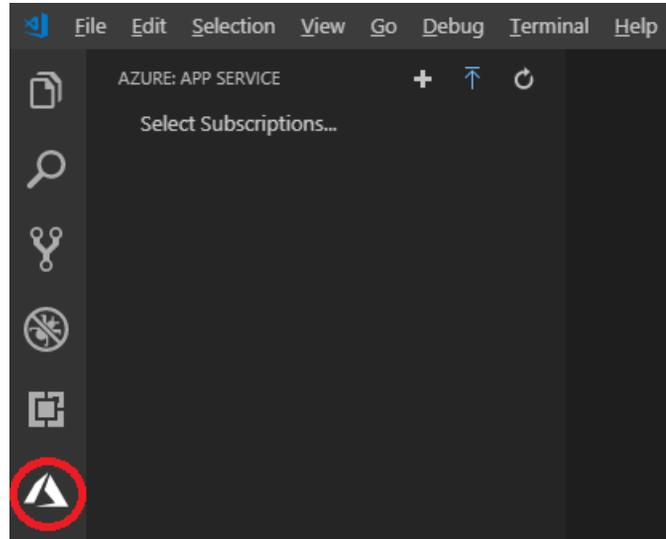 File Edit Selection View Go Debug Terminal Help
AZURE: APP SERVICE
Select Subscriptions...